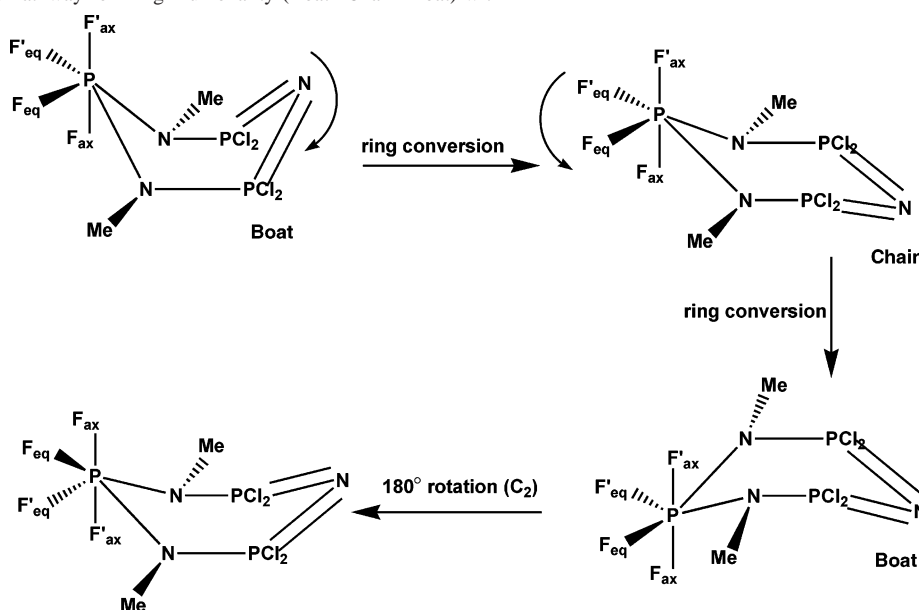 F'ax
F'eq
P
Feq
Fax
Me
N
N
PCl2
N
PCl2
Me
Boat
ring conversion
F'ax
F'eq
P
Feq
Fax
Me
N
PCl2
N
PCl2
N
Me
Chair
ring conversion
Me
N
PCl2
F'ax
F'eq
P
N
PCl2
N
Feq
Me
Fax
Boat
180° rotation (C2)
Fax
Feq
P
F'eq
F'ax
Me
N
PCl2
N
N
PCl2
Me